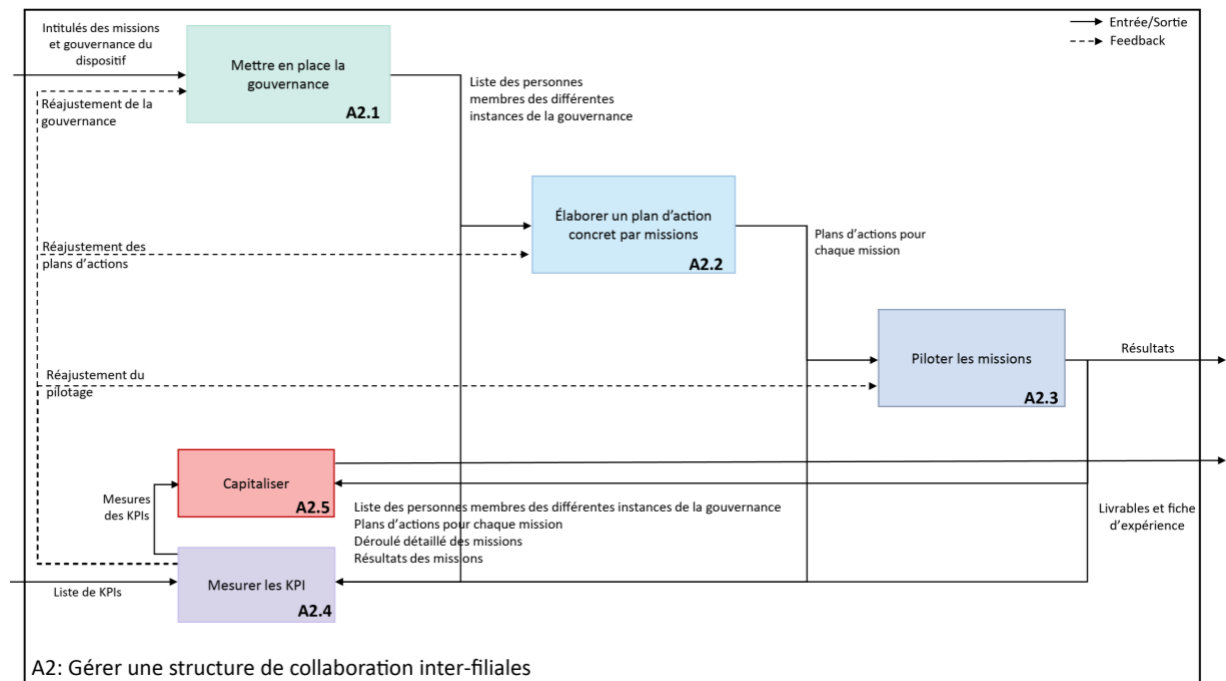 Intitulés des missions
et gouvernance du
dispositif
Entrée/Sortie
Feedback
Mettre en place la
gouvernance
A2.1
Réajustement de la
gouvernance
Liste des personnes
membres des différentes
instances de la gouvernance
Élaborer un plan d’action
concret par missions
A2.2
Réajustement des
plans d’actions
Plans d’actions pour
chaque mission
Piloter les missions
A2.3
Résultats
Réajustement du
pilotage
Capitaliser
A2.5
Mesures
des KPIs
Liste des personnes membres des différentes instances de la gouvernance
Plans d’actions pour chaque mission
Déroulé détaillé des missions
Résultats des missions
Livrables et fiche
d’expérience
Mesurer les KPI
A2.4
Liste de KPIs
A2: Gérer une structure de collaboration inter-filiales